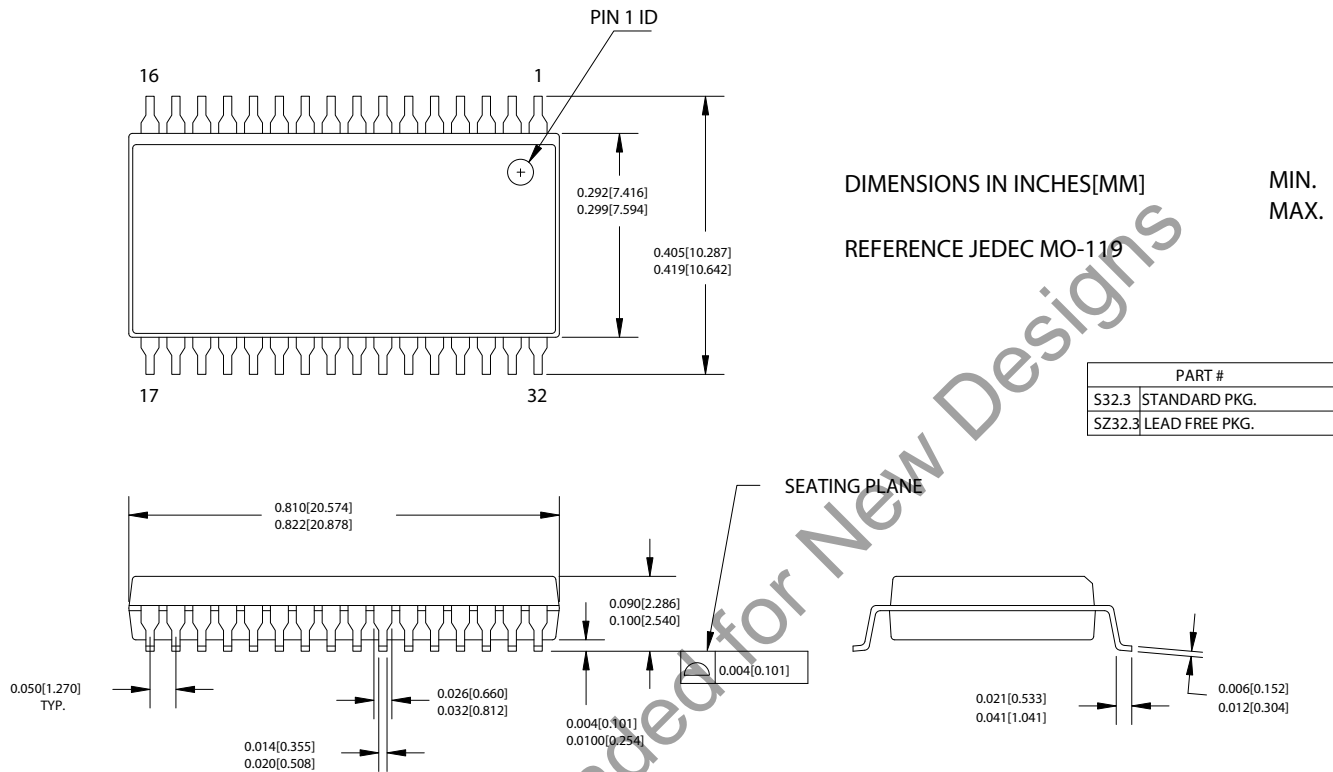 PIN 1 ID
16
1
0.292[7.416]
0.299[7.594]
0.405[10.287]
0.419[10.642]
DIMENSIONS IN INCHES[MM]
MIN.
MAX.
REFERENCE JEDEC MO-119
17
32
PART #
S32.3 STANDARD PKG.
SZ32.3 LEAD FREE PKG.
SEATING PLANE
0.810[20.574]
0.822[20.878]
0.090[2.286]
0.100[2.540]
0.004[0.101]
0.050[1.270]
TYP.
0.026[0.660]
0.032[0.812]
0.014[0.355]
0.020[0.508]
0.004[0.101]
0.0100[0.254]
0.021[0.533]
0.041[1.041]
0.006[0.152]
0.012[0.304]
ded for New Designs